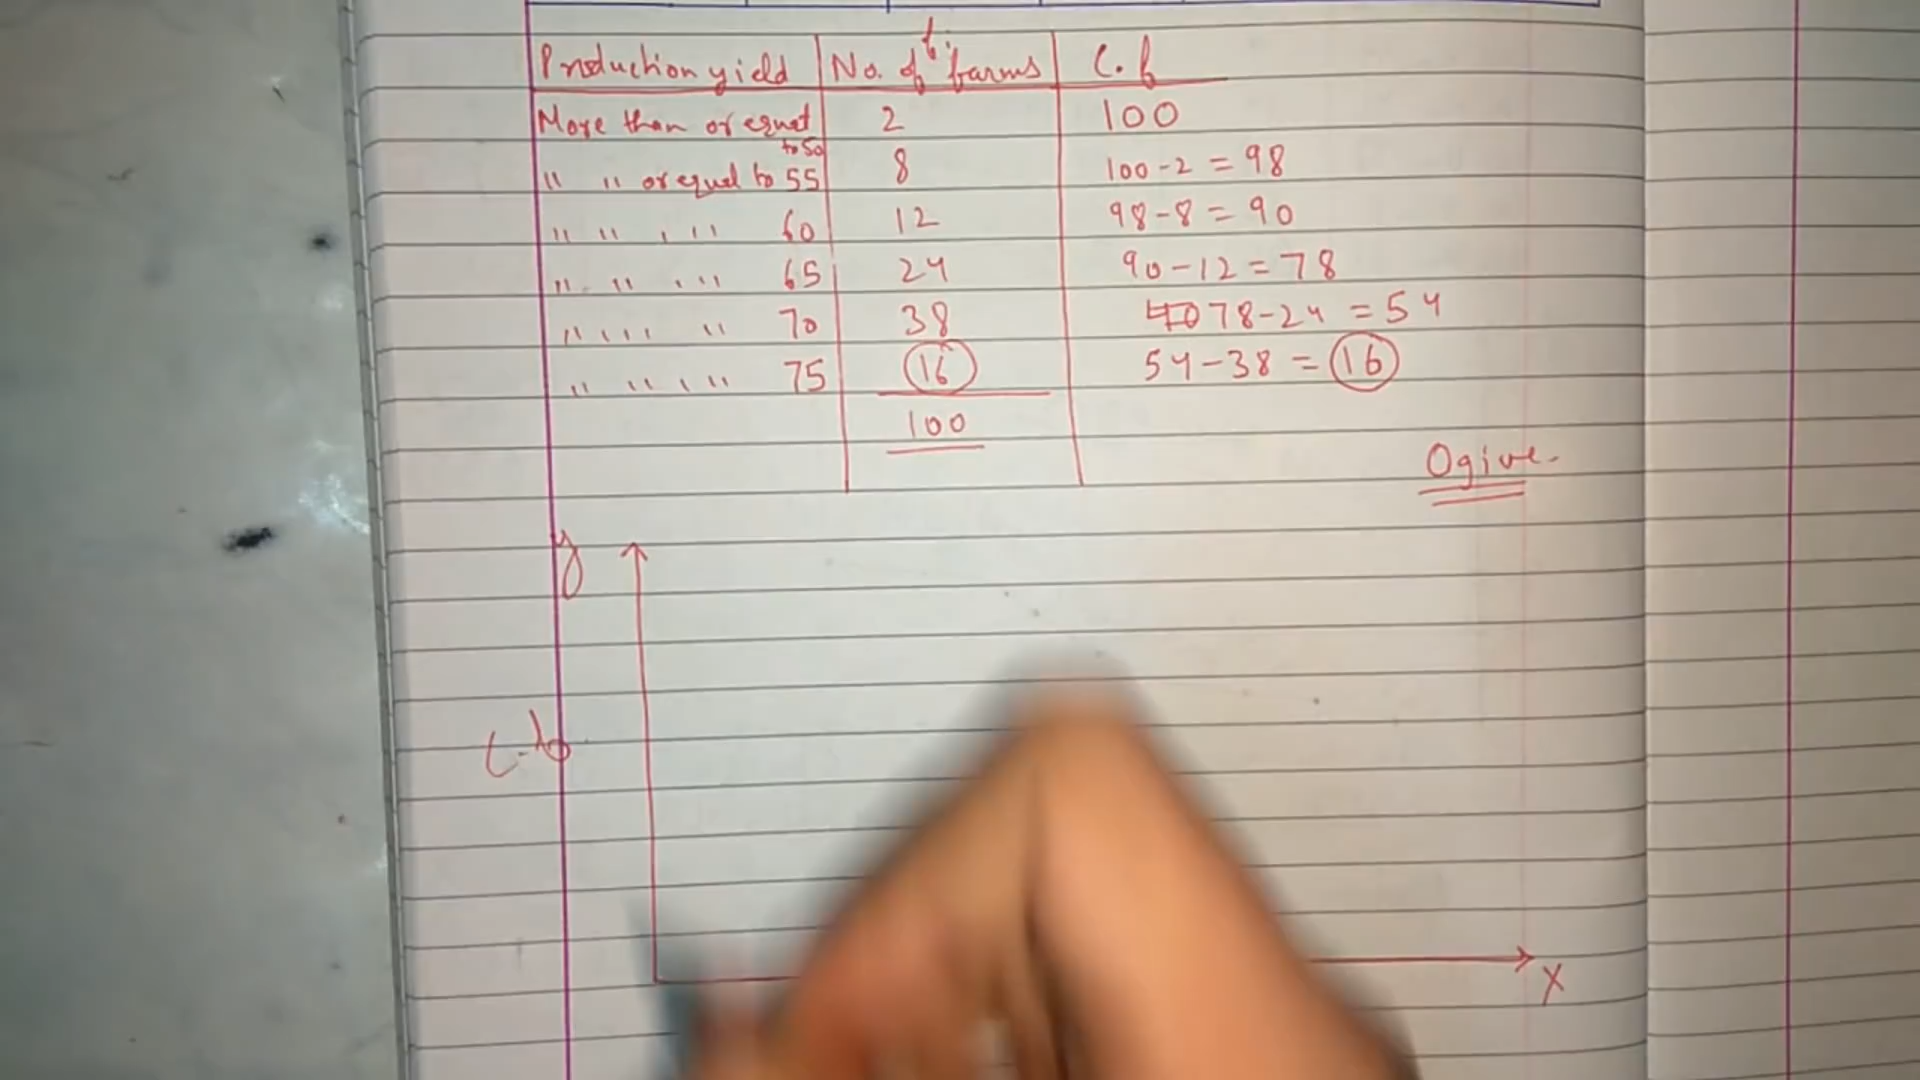 Production yield No. of farms C.f
f.
More than or equal to 50 2 100
" " or equal to 55 8 100-2 = 98
" " , " 60 12 98-8 = 90
" " , " 65 24 90-12 = 78
" " , " 70 38 78-24 = 54
" " , " 75 16 54-38 = 16
100
Ogive.
y
C.f
X